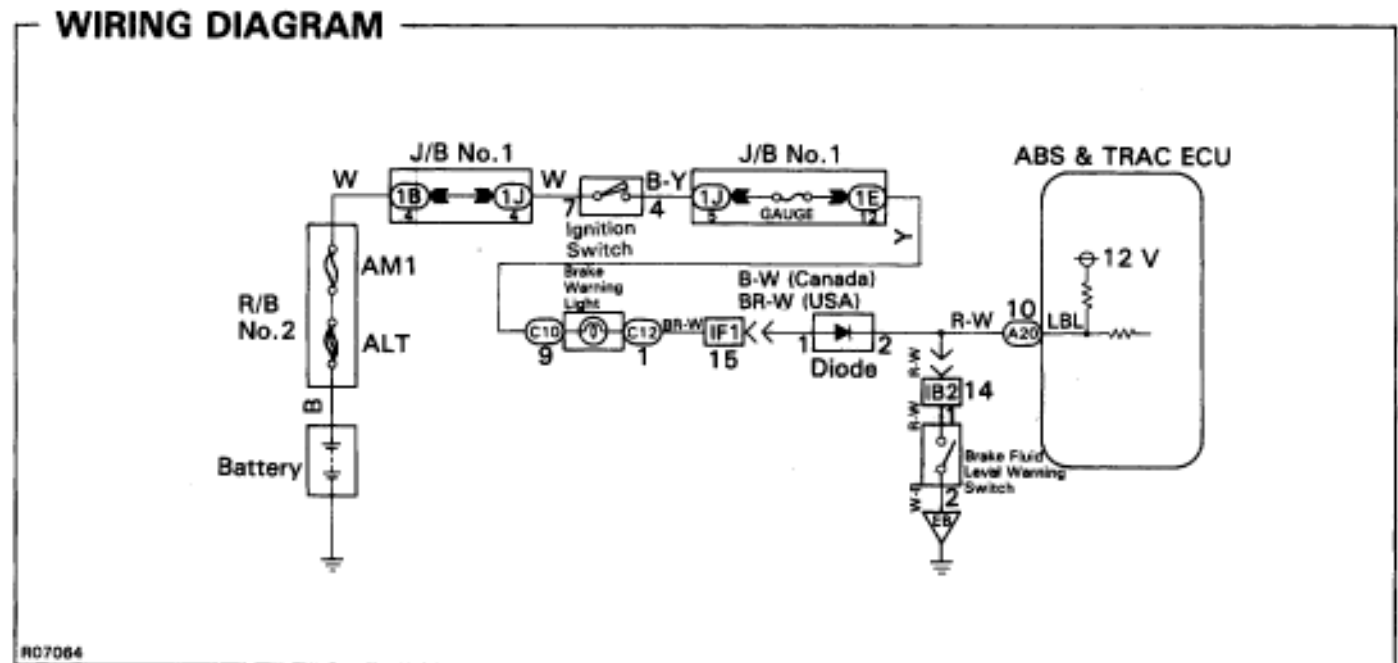 WIRING DIAGRAM
J/B No.1
J/B No.1
ABS & TRAC ECU
W
1B
4
1J
4
W
7
4
Ignition
Switch
B-Y
1J
5
GAUGE
1E
12
Y
AM1
ALT
R/B
No.2
B
Battery
Brake
Warning
Light
C10
9
C12
1
BR-W
IF1
15
B-W (Canada)
BR-W (USA)
1
2
Diode
R-W
10
A20
LBL
12 V
R-W
IB2
14
R-W
1
Brake Fluid
Level Warning
Switch
2
EB
R07064